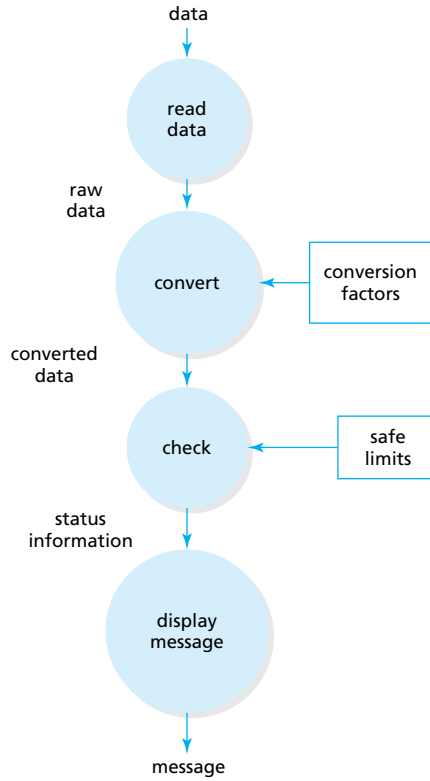 data
read
data
raw
data
convert
conversion
factors
converted
data
check
safe
limits
status
information
display
message
message